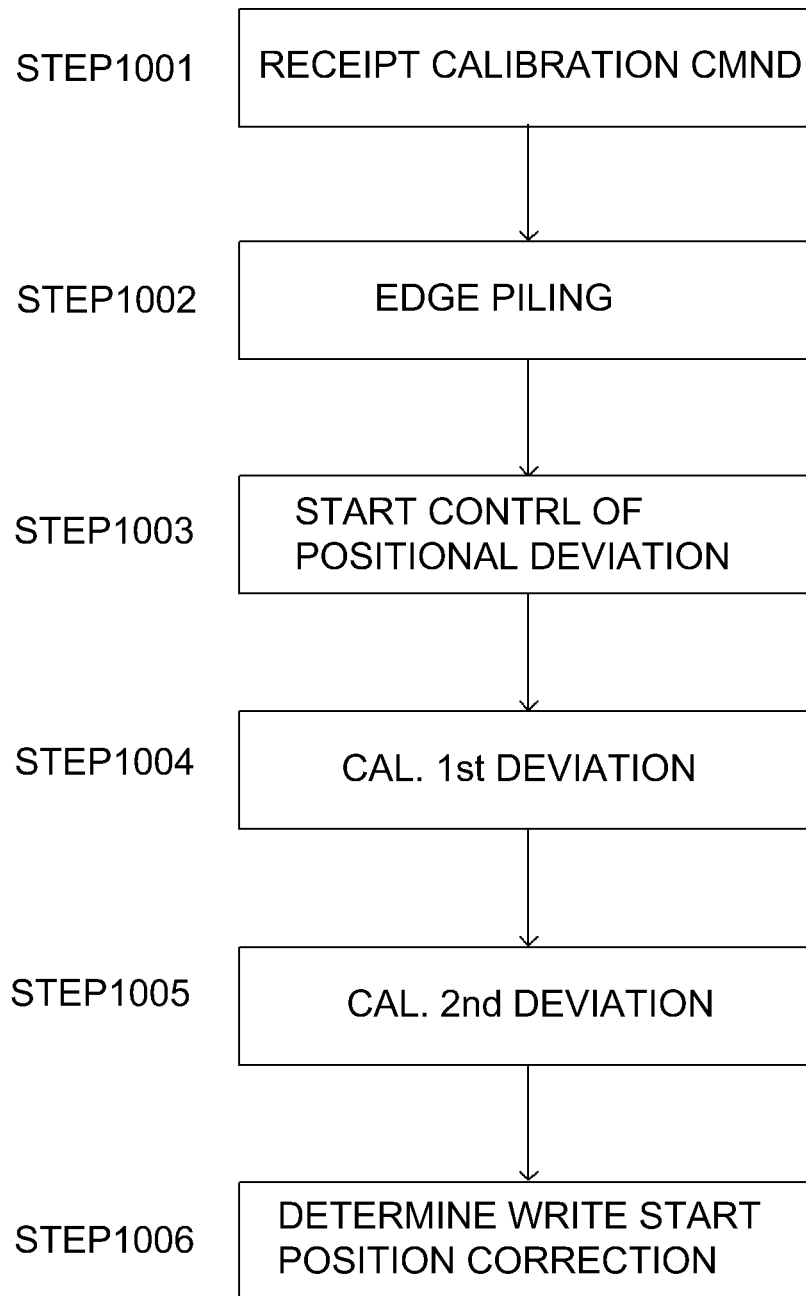 STEP1001
RECEIPT CALIBRATION CMND
STEP1002
EDGE PILING
STEP1003
START CONTRL OF
POSITIONAL DEVIATION
STEP1004
CAL. 1st DEVIATION
STEP1005
CAL. 2nd DEVIATION
STEP1006
DETERMINE WRITE START
POSITION CORRECTION